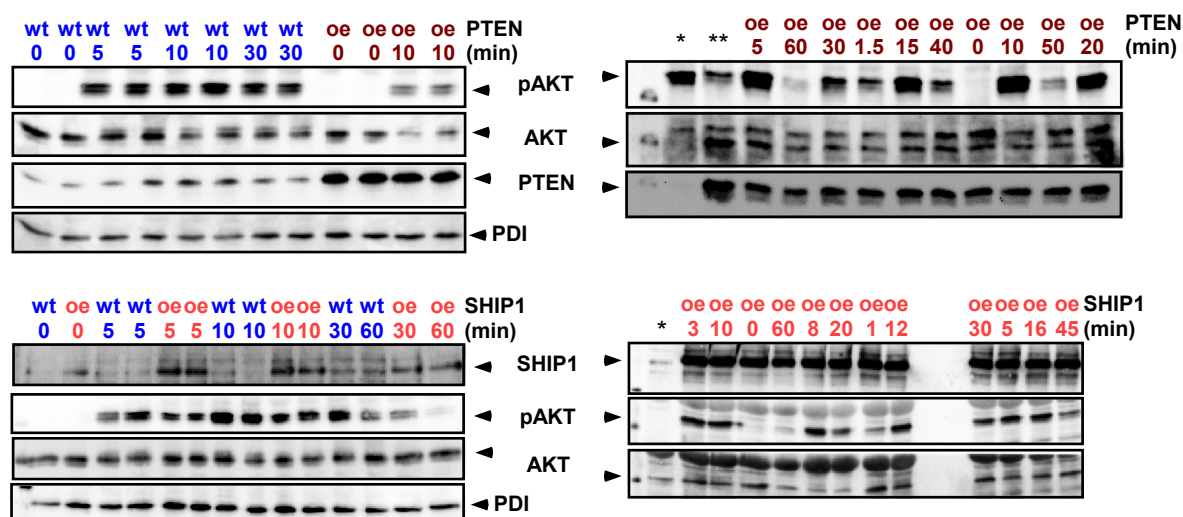 wt wt wt wt wt wt wt wt oe oe oe oe PTEN
0 0 5 5 10 10 30 30 0 0 10 10 (min)
pAKT
AKT
PTEN
PDI
* ** oe oe oe oe oe oe oe oe oe oe PTEN
5 60 30 1.5 15 40 0 10 50 20 (min)
wt oe wt wt oe oe wt wt oe oe wt wt oe oe SHIP1
0 0 5 5 5 5 10 10 10 10 30 60 30 60 (min)
SHIP1
pAKT
AKT
PDI
oe oe oe oe oe oe oe oe oe oe oe oe SHIP1
* 3 10 0 60 8 20 1 12 30 5 16 45 (min)